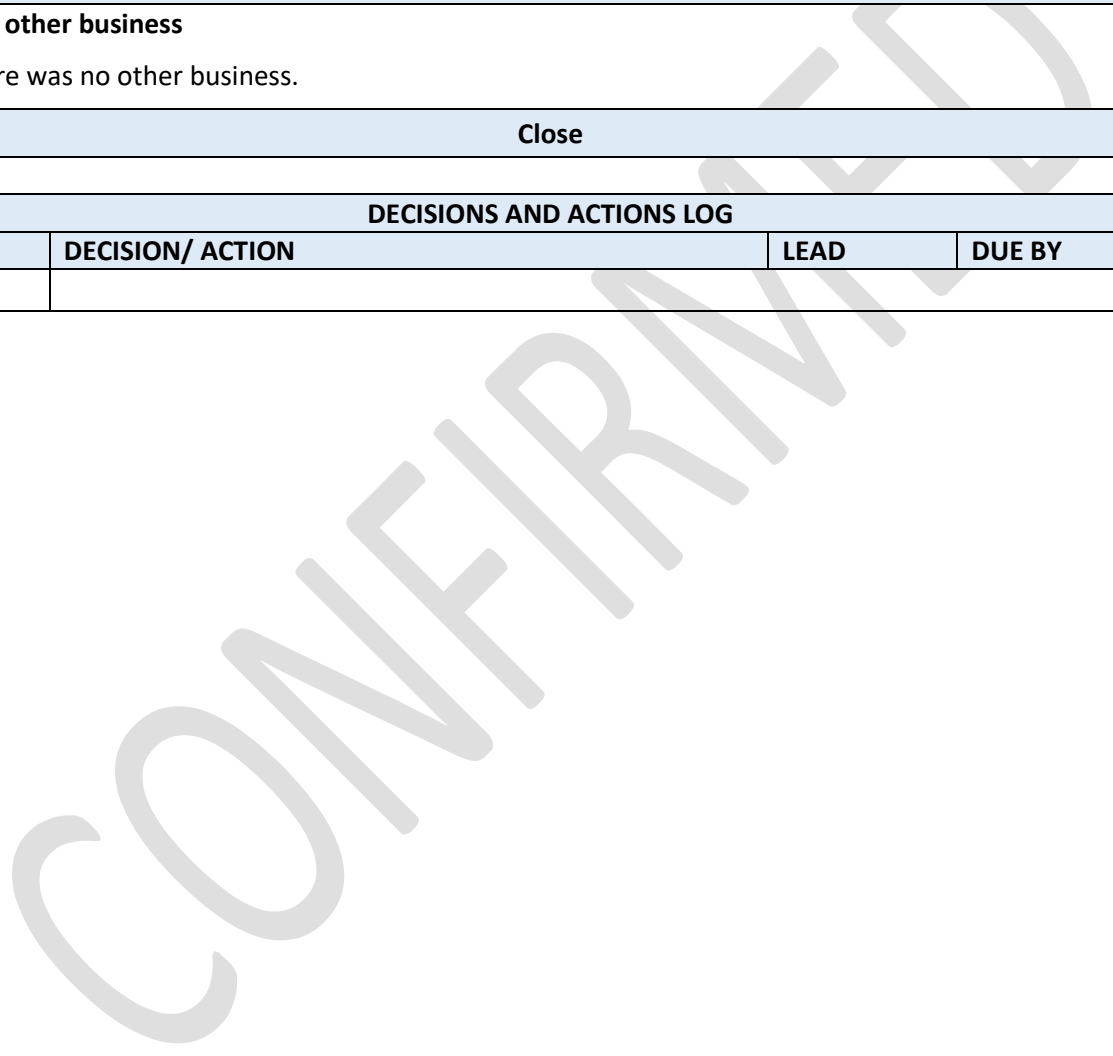 other business
re was no other business.
Close
DECISIONS AND ACTIONS LOG
DECISION/ ACTION LEAD DUE BY
CONFIRMED